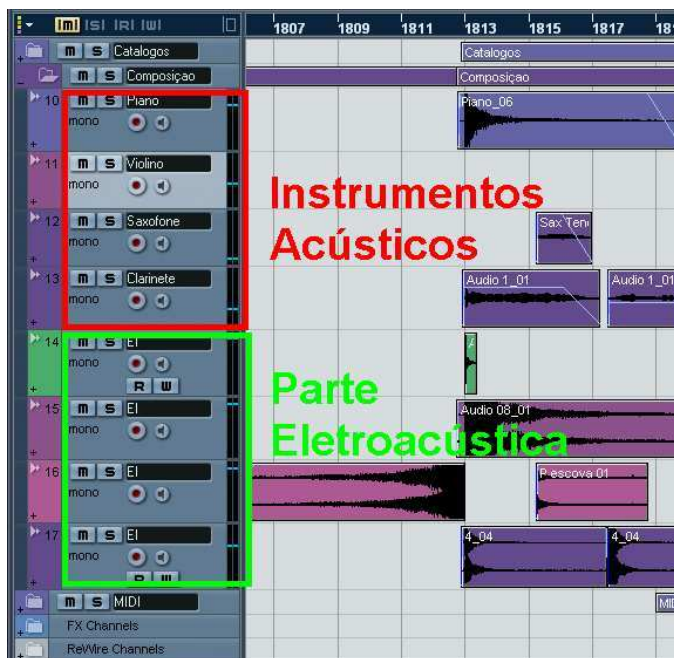 |m| |S| |R| |W| 1807 1809 1811 1813 1815 1817
m S Catalogos Catalogos
m S Composiçao Composiçao
10 m S Piano Piano_06
mono
11 m S Violino
mono
Instrumentos
Acústicos
12 m S Saxofone
mono
13 m S Clarinete Audio 1_01 Audio 1_01
mono
14 m S El
mono
R W
Parte
Eletroacústica
15 m S El Audio 08_01
mono
16 m S El P escova 01
mono
17 m S El 4_04 4_04
mono
R W
m S MIDI
FX Channels
ReWire Channels